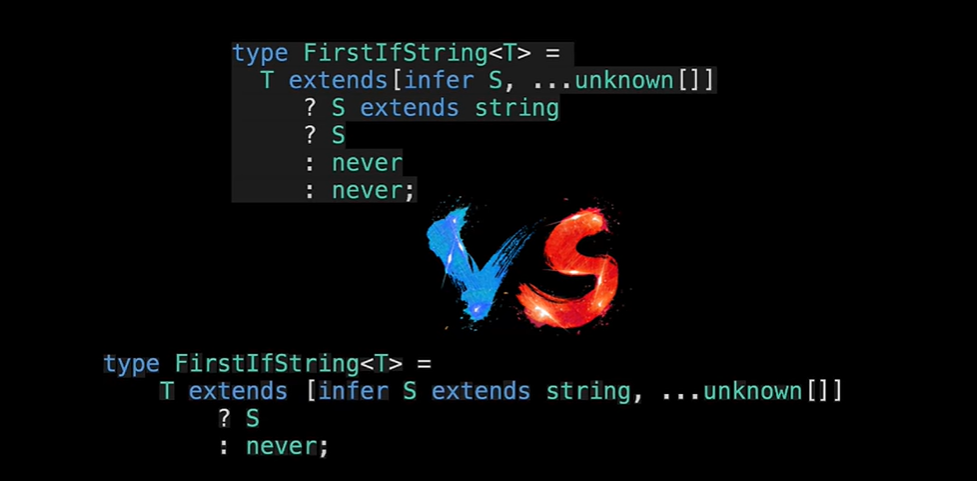 type FirstIfString<T> =
T extends[infer S, ...unknown[]]
? S extends string
? S
: never
: never;
VS
type FirstIfString<T> =
T extends [infer S extends string, ...unknown[]]
? S
: never;